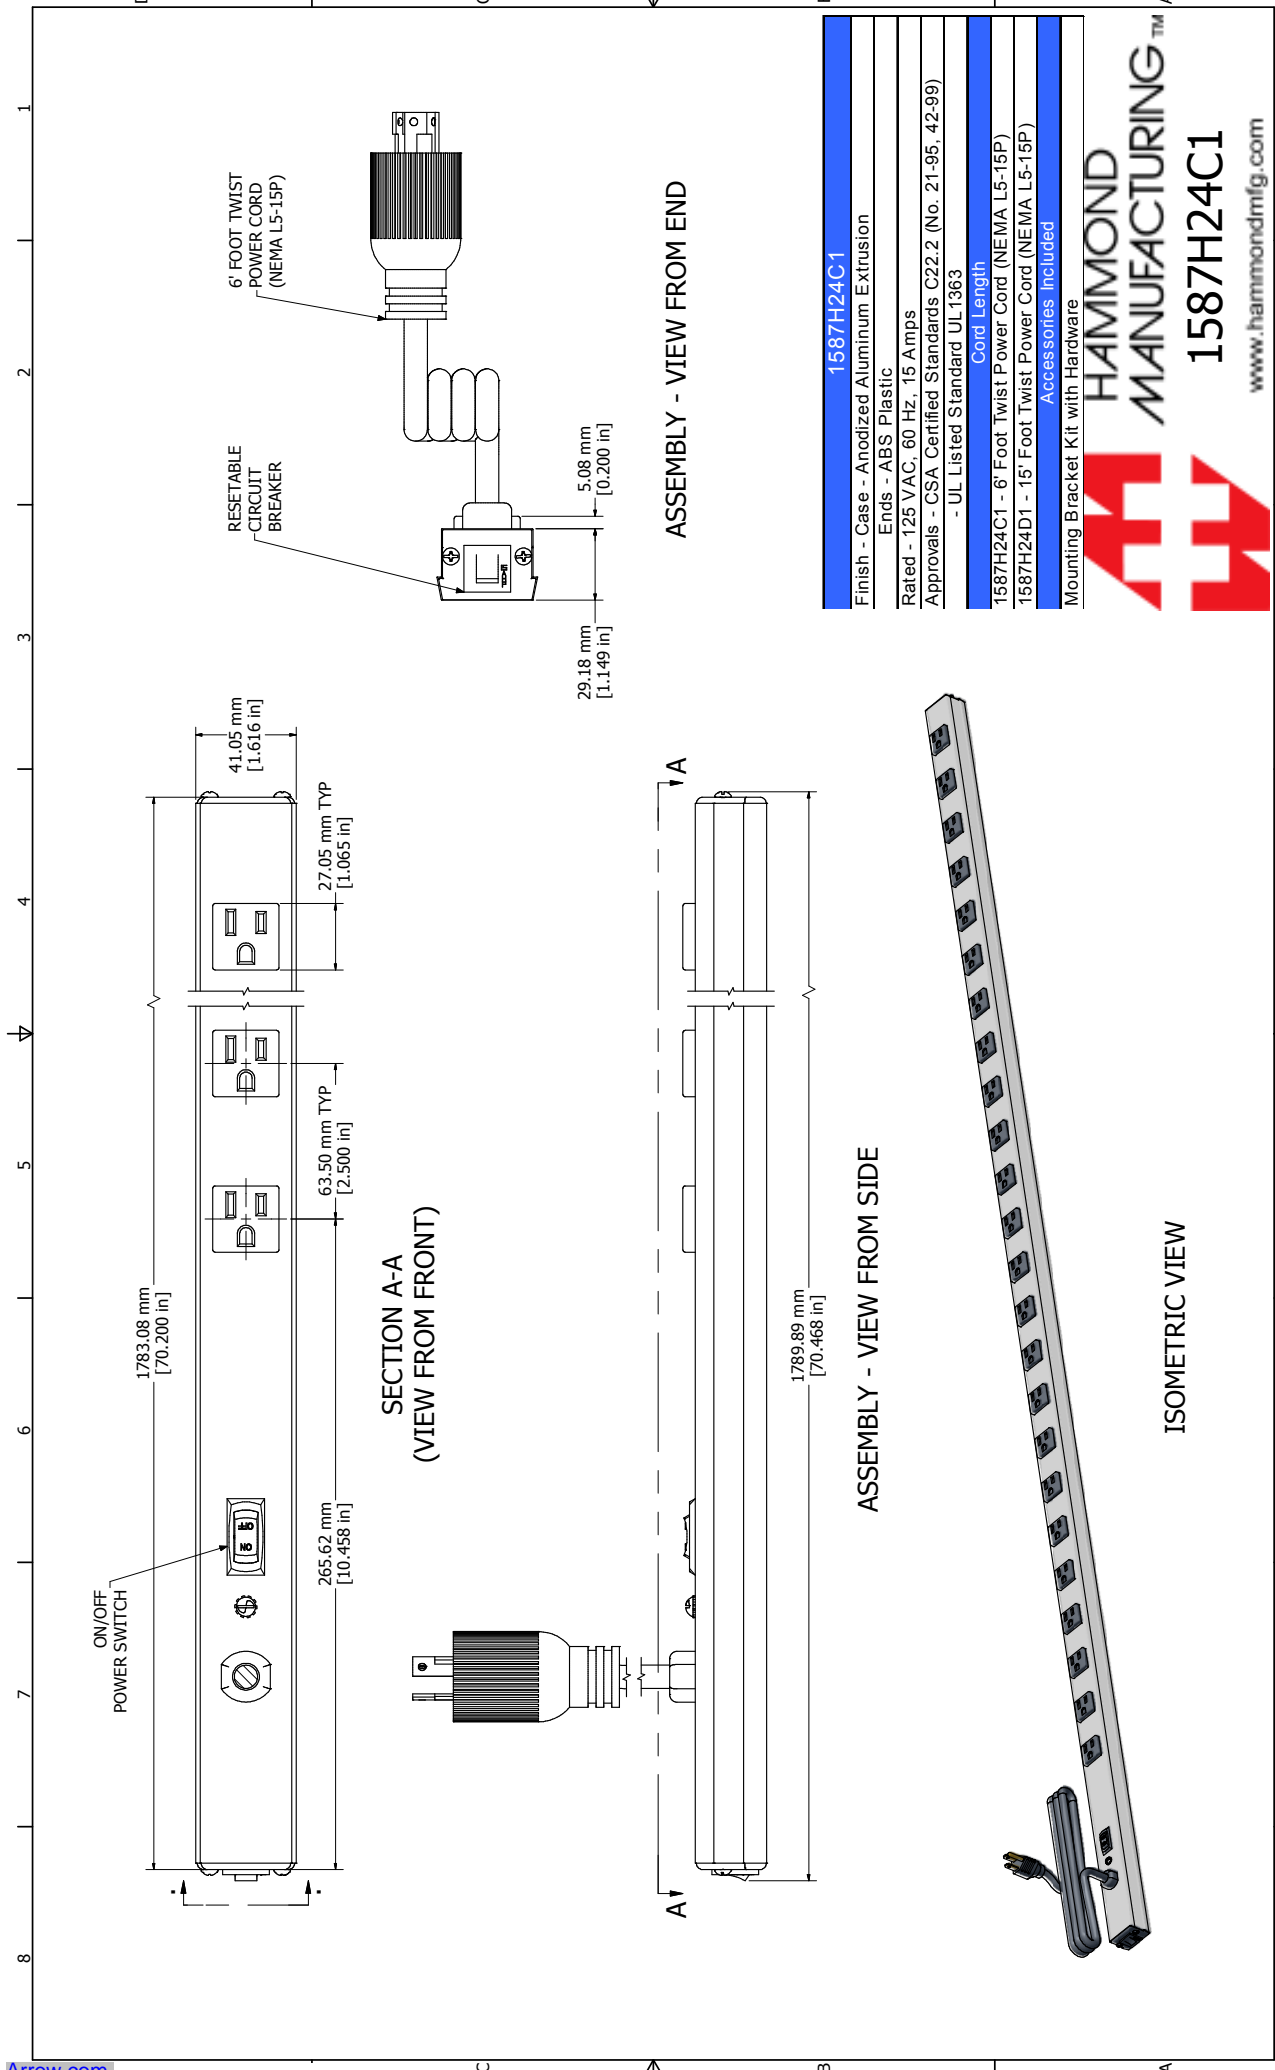 1
2
3
4
5
6
7
8
6' FOOT TWIST
POWER CORD
(NEMA L5-15P)
RESETABLE
CIRCUIT
BREAKER
5.08 mm
[0.200 in]
29.18 mm
[1.149 in]
ASSEMBLY - VIEW FROM END
41.05 mm
[1.616 in]
27.05 mm TYP
[1.065 in]
63.50 mm TYP
[2.500 in]
1783.08 mm
[70.200 in]
265.62 mm
[10.458 in]
ON/OFF
POWER SWITCH
ON
OFF
SECTION A-A
(VIEW FROM FRONT)
A
A
1789.89 mm
[70.468 in]
ASSEMBLY - VIEW FROM SIDE
ISOMETRIC VIEW
1587H24C1
Finish - Case - Anodized Aluminum Extrusion
Ends - ABS Plastic
Rated - 125 VAC, 60 Hz, 15 Amps
Approvals - CSA Certified Standards C22.2 (No. 21-95, 42-99)
- UL Listed Standard UL1363
Cord Length
1587H24C1 - 6' Foot Twist Power Cord (NEMA L5-15P)
1587H24D1 - 15' Foot Twist Power Cord (NEMA L5-15P)
Accessories Included
Mounting Bracket Kit with Hardware
HAMMOND
MANUFACTURING TM
1587H24C1
www.hammondmfg.com
Arrow.com